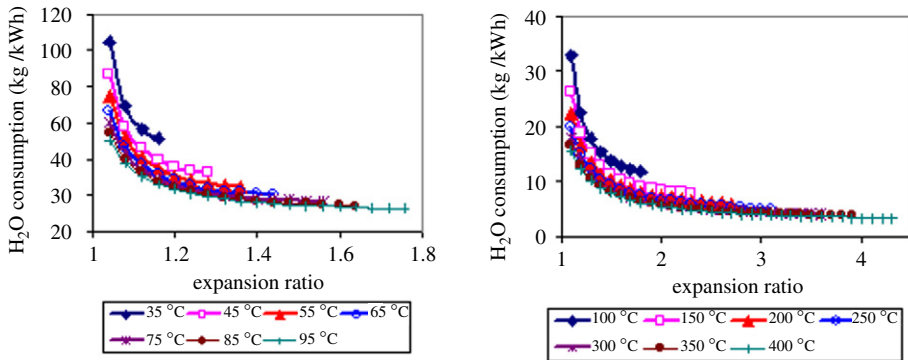 H₂O consumption (kg /kWh)
120
100
80
60
40
30
20
1
1.2
1.4
1.6
1.8
expansion ratio
35 °C
45 °C
55 °C
65 °C
75 °C
85 °C
95 °C
H₂O consumption (kg /kWh)
40
30
20
10
0
1
2
3
4
expansion ratio
100 °C
150 °C
200 °C
250 °C
300 °C
350 °C
400 °C